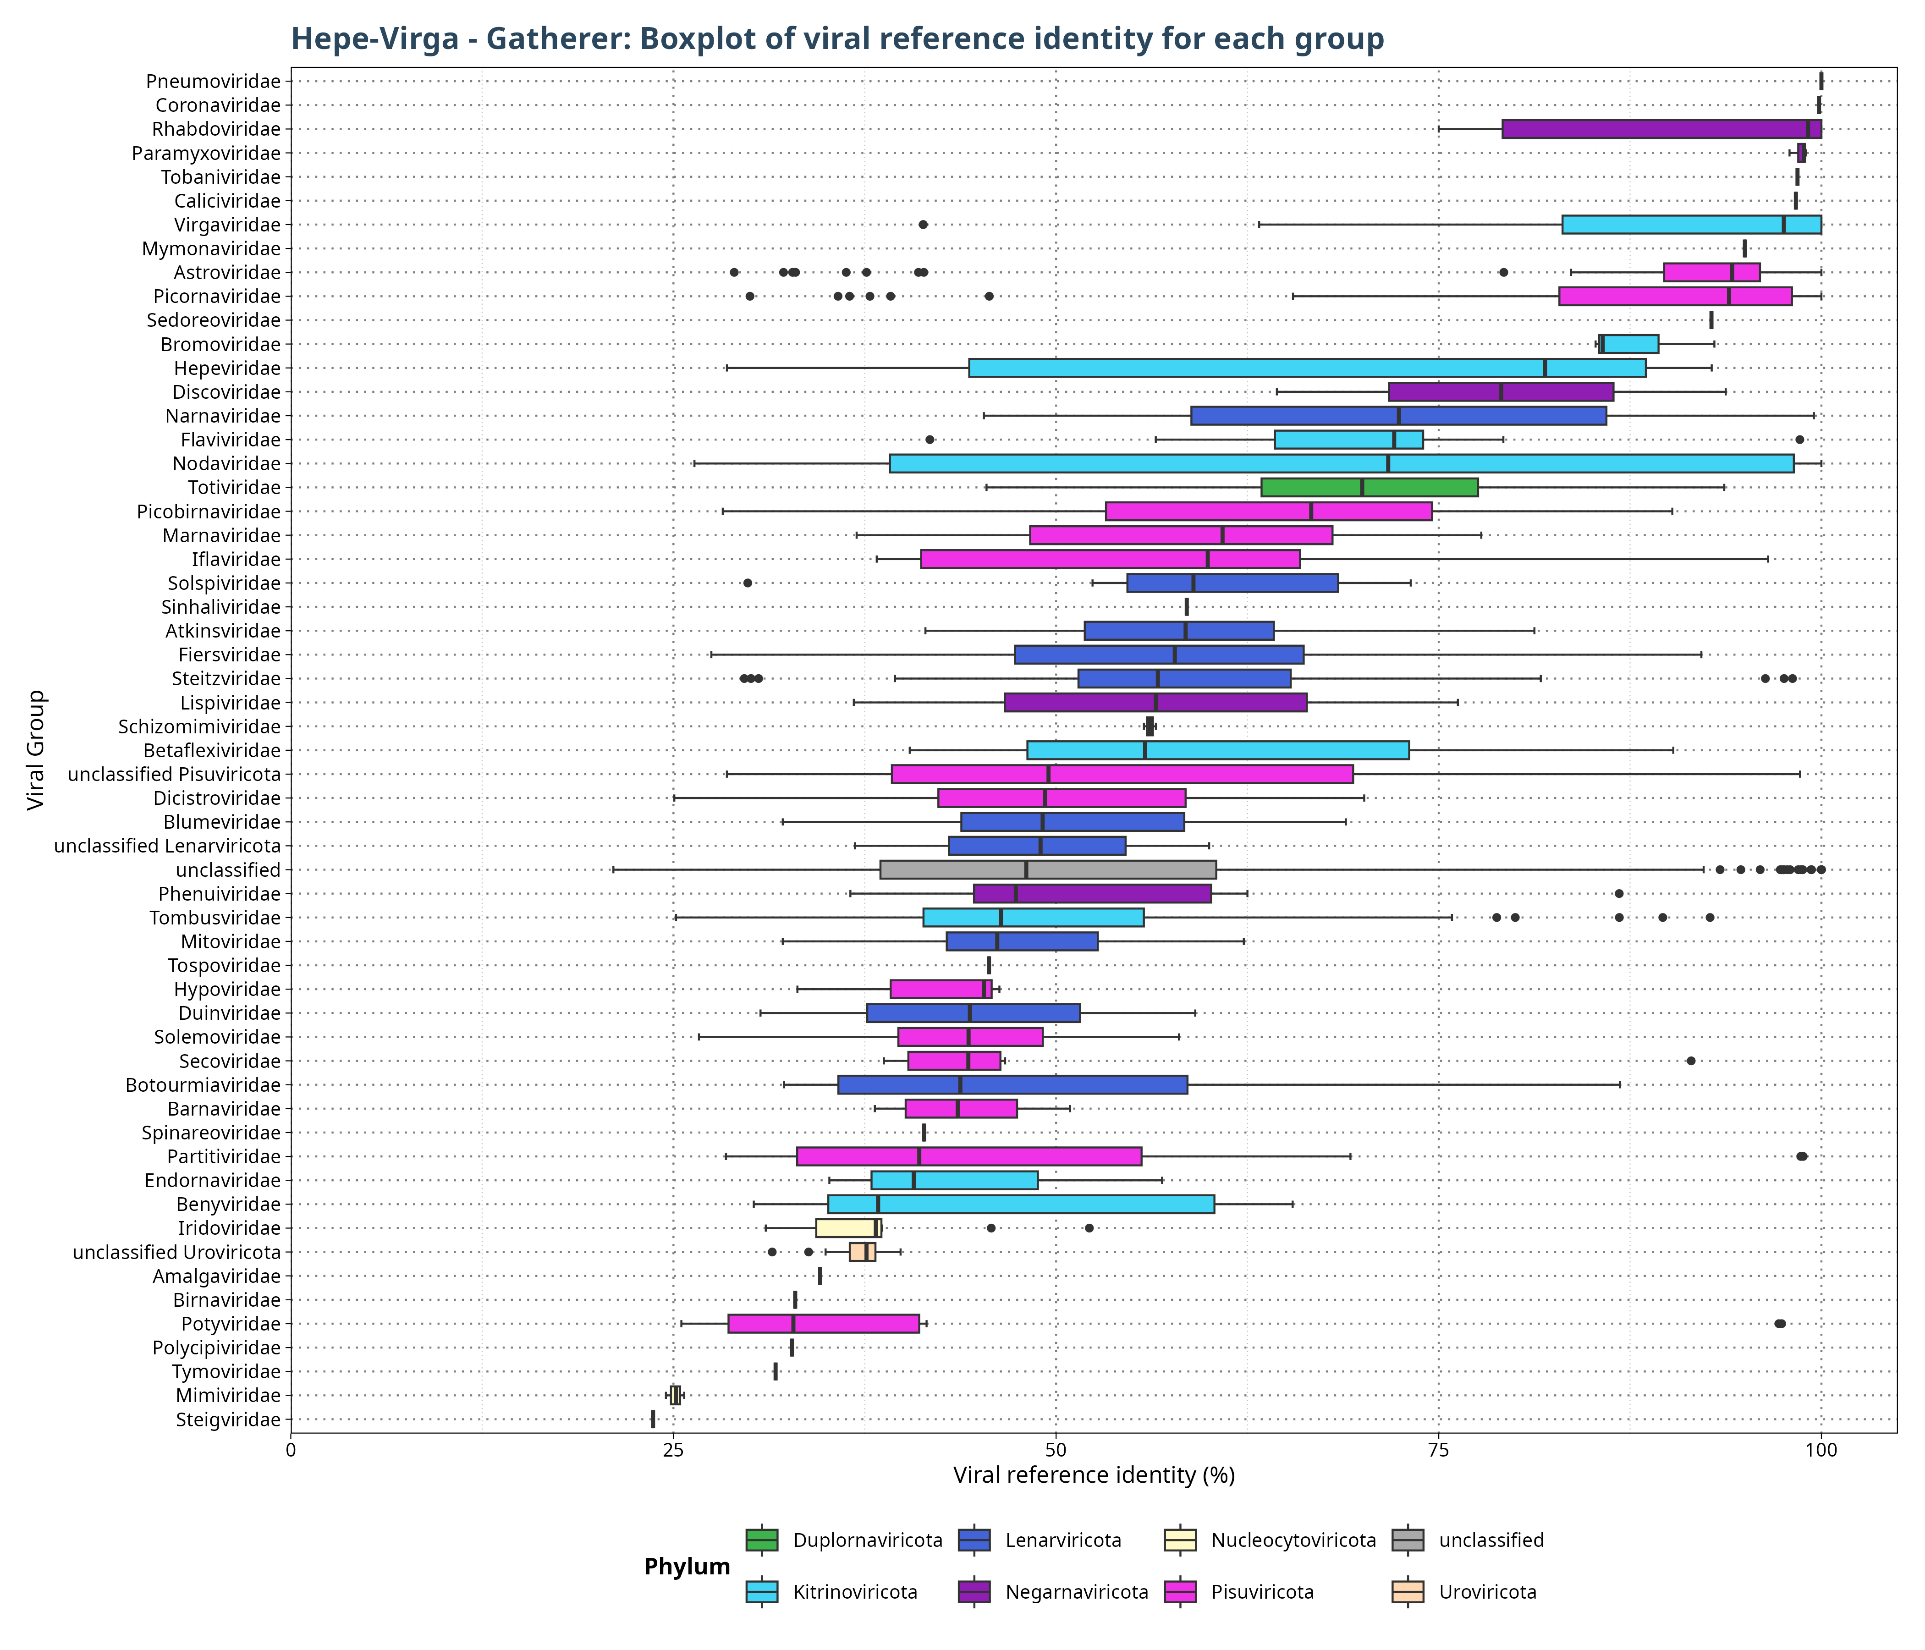 Hepe-Virga - Gatherer: Boxplot of viral reference identity for each group
Pneumoviridae
Coronaviridae
Rhabdoviridae
Paramyxoviridae
Tobaniviridae
Caliciviridae
Virgaviridae
Mymonaviridae
Astroviridae
Picornaviridae
Sedoreoviridae
Bromoviridae
Hepeviridae
Discoviridae
Narnaviridae
Flaviviridae
Nodaviridae
Totiviridae
Picobirnaviridae
Marnaviridae
Iflaviridae
Solspiviridae
Sinhaliviridae
Atkinsviridae
Fiersviridae
Steitzviridae
Lispiviridae
Schizomimiviridae
Betaflexiviridae
unclassified Pisuviricota
Dicistroviridae
Blumeviridae
unclassified Lenarviricota
unclassified
Phenuiviridae
Tombusviridae
Mitoviridae
Tospoviridae
Hypoviridae
Duinviridae
Solemoviridae
Secoviridae
Botourmiaviridae
Barnaviridae
Spinareoviridae
Partitiviridae
Endornaviridae
Benyviridae
Iridoviridae
unclassified Uroviricota
Amalgaviridae
Birnaviridae
Potyviridae
Polycipiviridae
Tymoviridae
Mimiviridae
Steigviridae
Viral Group
0 25 50 75 100
Viral reference identity (%)
Phylum
Duplornaviricota Lenarviricota Nucleocytoviricota unclassified
Kitrinoviricota Negarnaviricota Pisuviricota Uroviricota